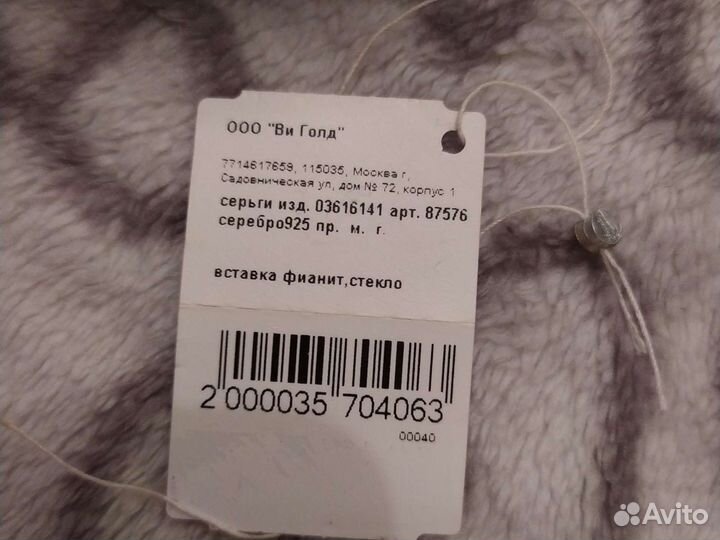 ООО "Ви Голд"
7714617659, 115035, Москва г,
Садовническая ул, дом № 72, корпус 1
серьги изд. 03616141 арт. 87576
серебро925 пр. м. г.
вставка фианит,стекло
2 000035 704063
00040
Avito